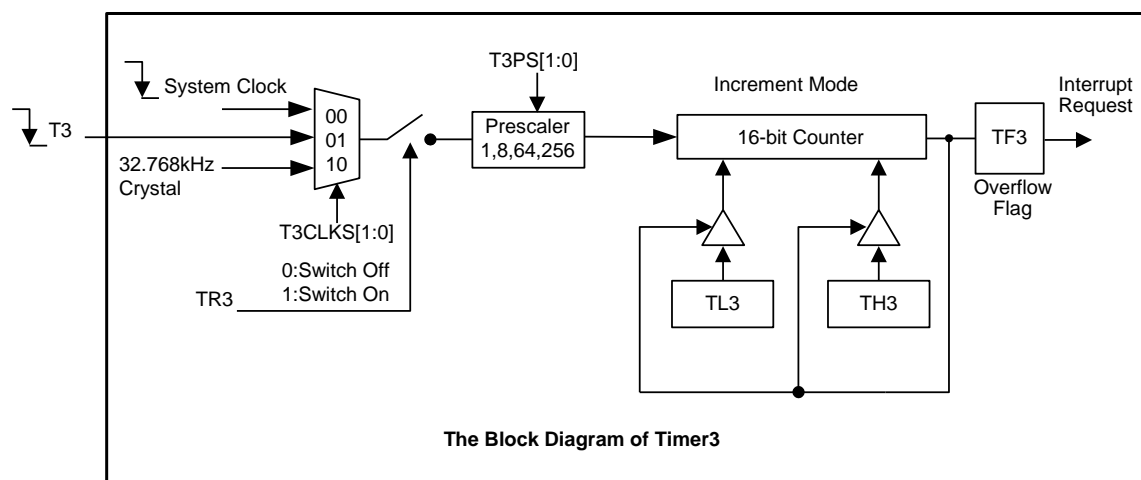 T3PS[1:0]
Increment Mode
Interrupt
Request
System Clock
T3
32.768kHz
Crystal
00
01
10
Prescaler
1,8,64,256
16-bit Counter
TF3
Overflow
Flag
T3CLKS[1:0]
0:Switch Off
1:Switch On
TR3
TL3
TH3
The Block Diagram of Timer3